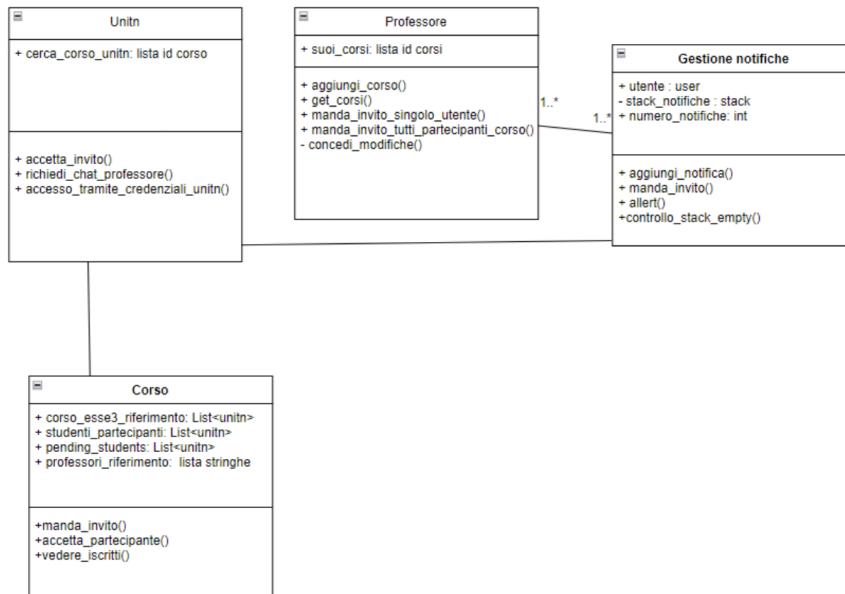 Unitn
+ cerca_corso_unitn: lista id corso
+ accetta_invito()
+ richiedi_chat_professore()
+ accesso_tramite_credenziali_unitn()
Professore
+ suoi_corsi: lista id corsi
+ aggiungi_corso()
+ get_corsi()
+ manda_invito_singolo_utente()
+ manda_invito_tutti_partecipanti_corso()
- concedi_modifiche()
1..*
1..*
Gestione notifiche
+ utente : user
- stack_notifiche : stack
+ numero_notifiche: int
+ aggiungi_notifica()
+ manda_invito()
+ allert()
+controllo_stack_empty()
Corso
+ corso_esse3_riferimento: List<unitn>
+ studenti_partecipanti: List<unitn>
+ pending_students: List<unitn>
+ professori_riferimento: lista stringhe
+manda_invito()
+accetta_partecipante()
+vedere_iscritti()